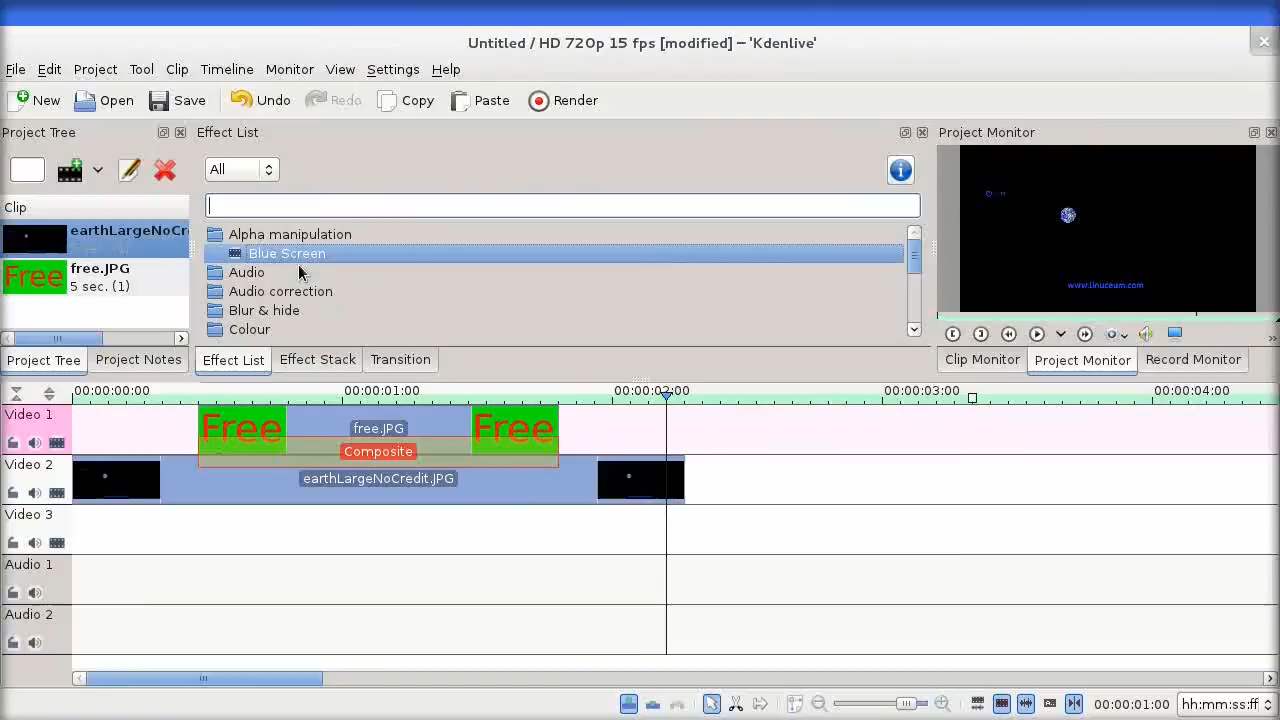 Untitled / HD 720p 15 fps [modified] – 'Kdenlive'
File Edit Project Tool Clip Timeline Monitor View Settings Help
New Open Save Undo Redo Copy Paste Render
Project Tree Effect List Project Monitor
All
Clip
earthLargeNoCr
free.JPG
5 sec. (1)
Free
Alpha manipulation
Blue Screen
Audio
Audio correction
Blur & hide
Colour
www.linuceum.com
Project Tree Project Notes Effect List Effect Stack Transition Clip Monitor Project Monitor Record Monitor
00:00:00:00 00:00:01:00 00:00:02:00 00:00:03:00 00:00:04:00
Video 1
Free free.JPG Free
Composite
Video 2
earthLargeNoCredit.JPG
Video 3
Audio 1
Audio 2
00:00:01:00 hh:mm:ss:ff